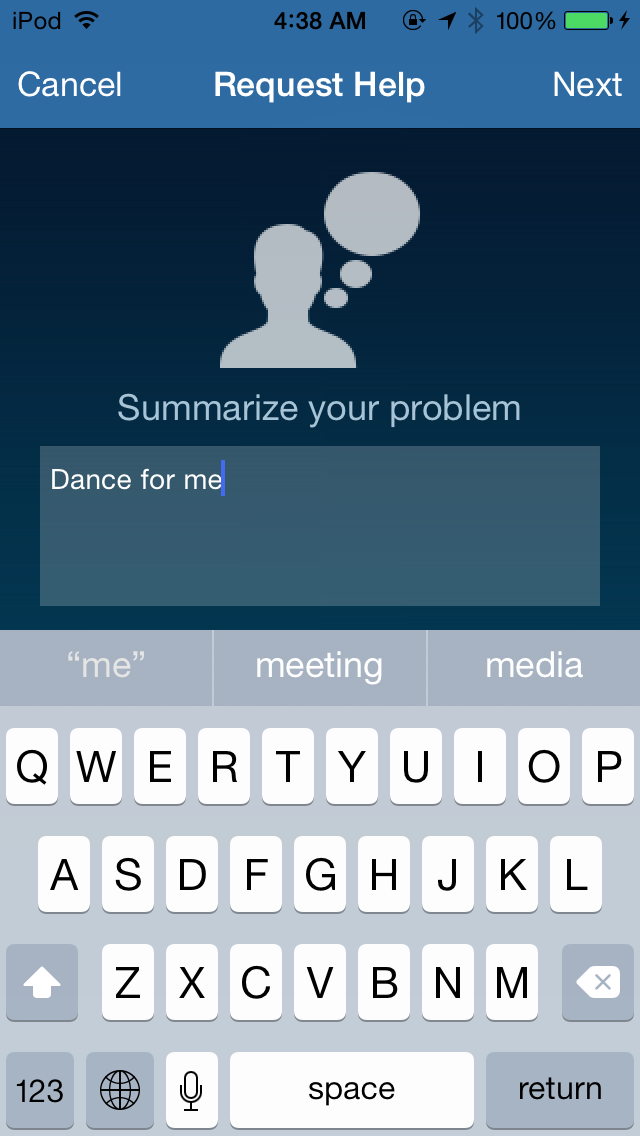 iPod 4:38 AM 100%
Cancel Request Help Next
Summarize your problem
Dance for me
“me” meeting media
Q W E R T Y U I O P
A S D F G H J K L
Z X C V B N M
123 space return